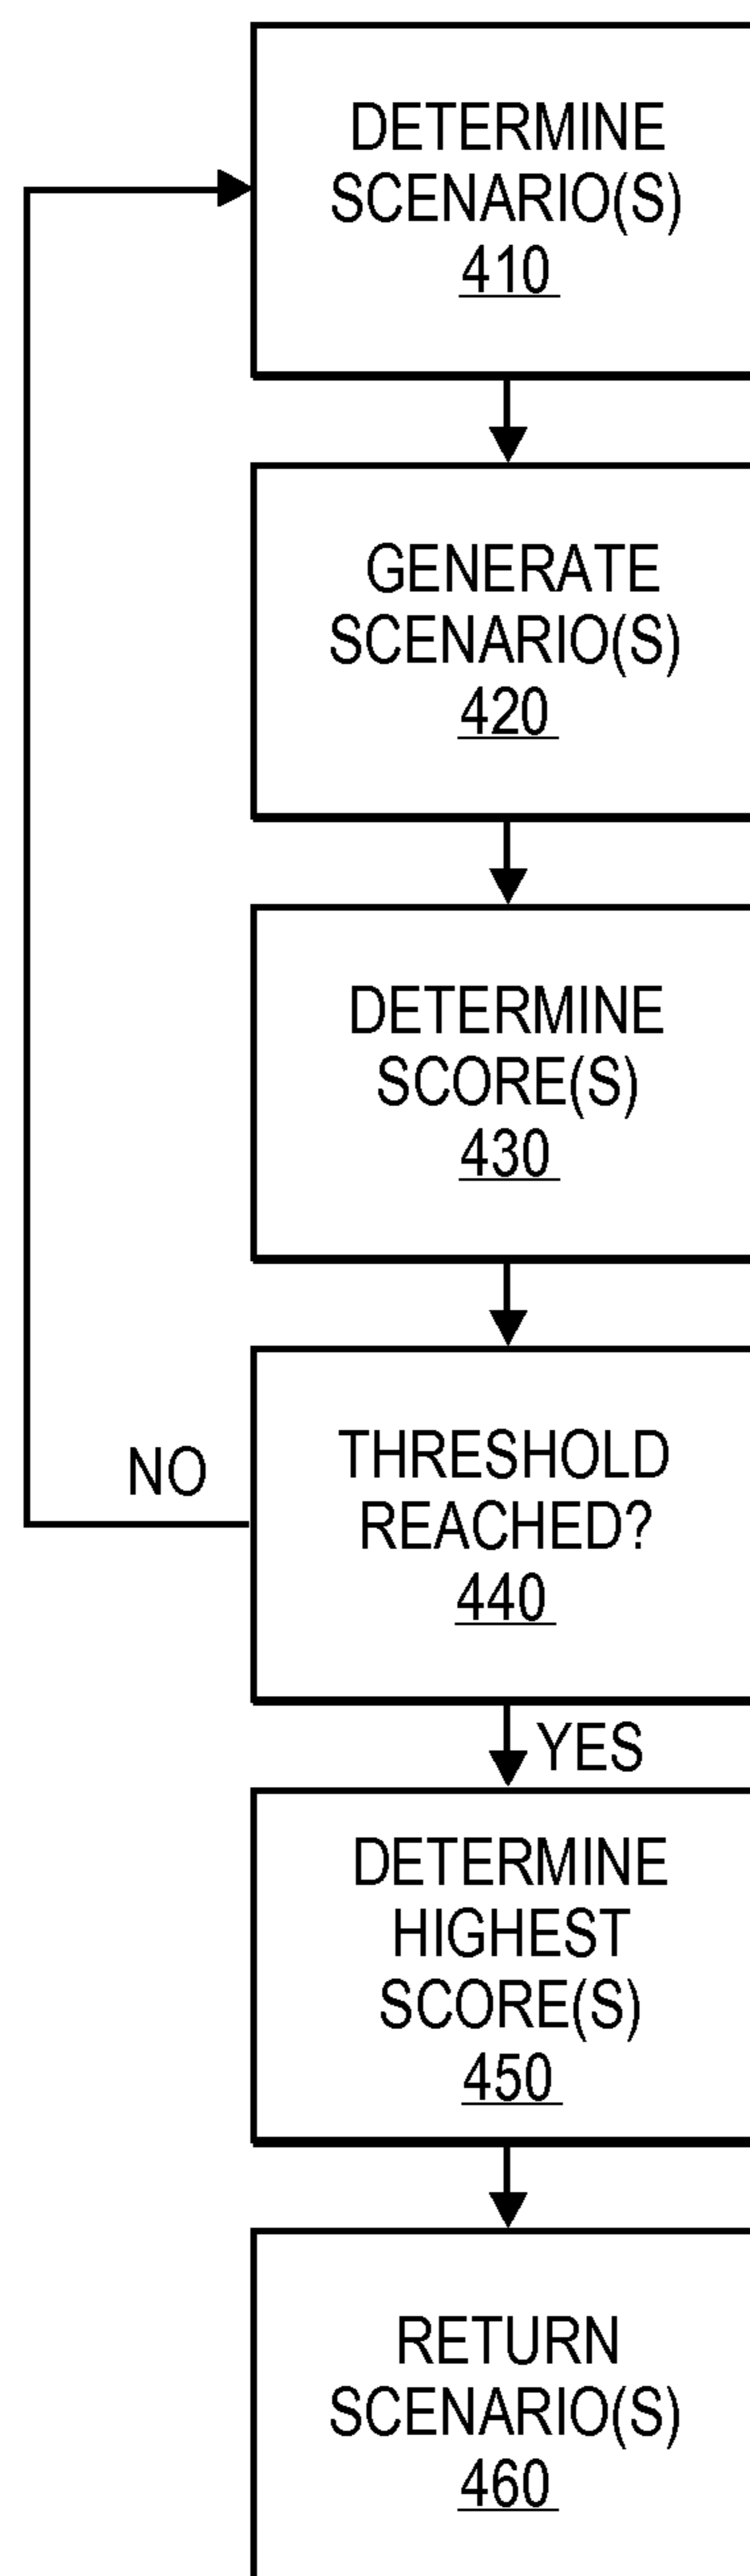 DETERMINE
SCENARIO(S)
410
GENERATE
SCENARIO(S)
420
DETERMINE
SCORE(S)
430
NO
THRESHOLD
REACHED?
440
YES
DETERMINE
HIGHEST
SCORE(S)
450
RETURN
SCENARIO(S)
460